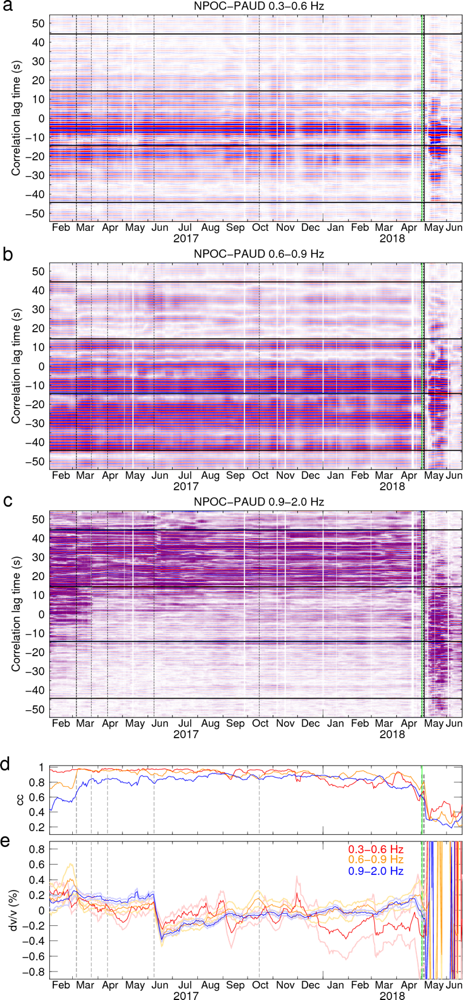 a
NPOC−PAUD 0.3−0.6 Hz
Correlation lag time (s)
50
40
30
20
10
0
−10
−20
−30
−40
−50
Feb Mar Apr May Jun Jul Aug Sep Oct Nov Dec Jan Feb Mar Apr May Jun
2017 2018
b
NPOC−PAUD 0.6−0.9 Hz
Correlation lag time (s)
50
40
30
20
10
0
−10
−20
−30
−40
−50
Feb Mar Apr May Jun Jul Aug Sep Oct Nov Dec Jan Feb Mar Apr May Jun
2017 2018
c
NPOC−PAUD 0.9−2.0 Hz
Correlation lag time (s)
50
40
30
20
10
0
−10
−20
−30
−40
−50
Feb Mar Apr May Jun Jul Aug Sep Oct Nov Dec Jan Feb Mar Apr May Jun
2017 2018
d
cc
1
0.8
0.6
0.4
0.2
e
dv/v (%)
0.8
0.6
0.4
0.2
0
−0.2
−0.4
−0.6
−0.8
0.3−0.6 Hz
0.6−0.9 Hz
0.9−2.0 Hz
Feb Mar Apr May Jun Jul Aug Sep Oct Nov Dec Jan Feb Mar Apr May Jun
2017 2018